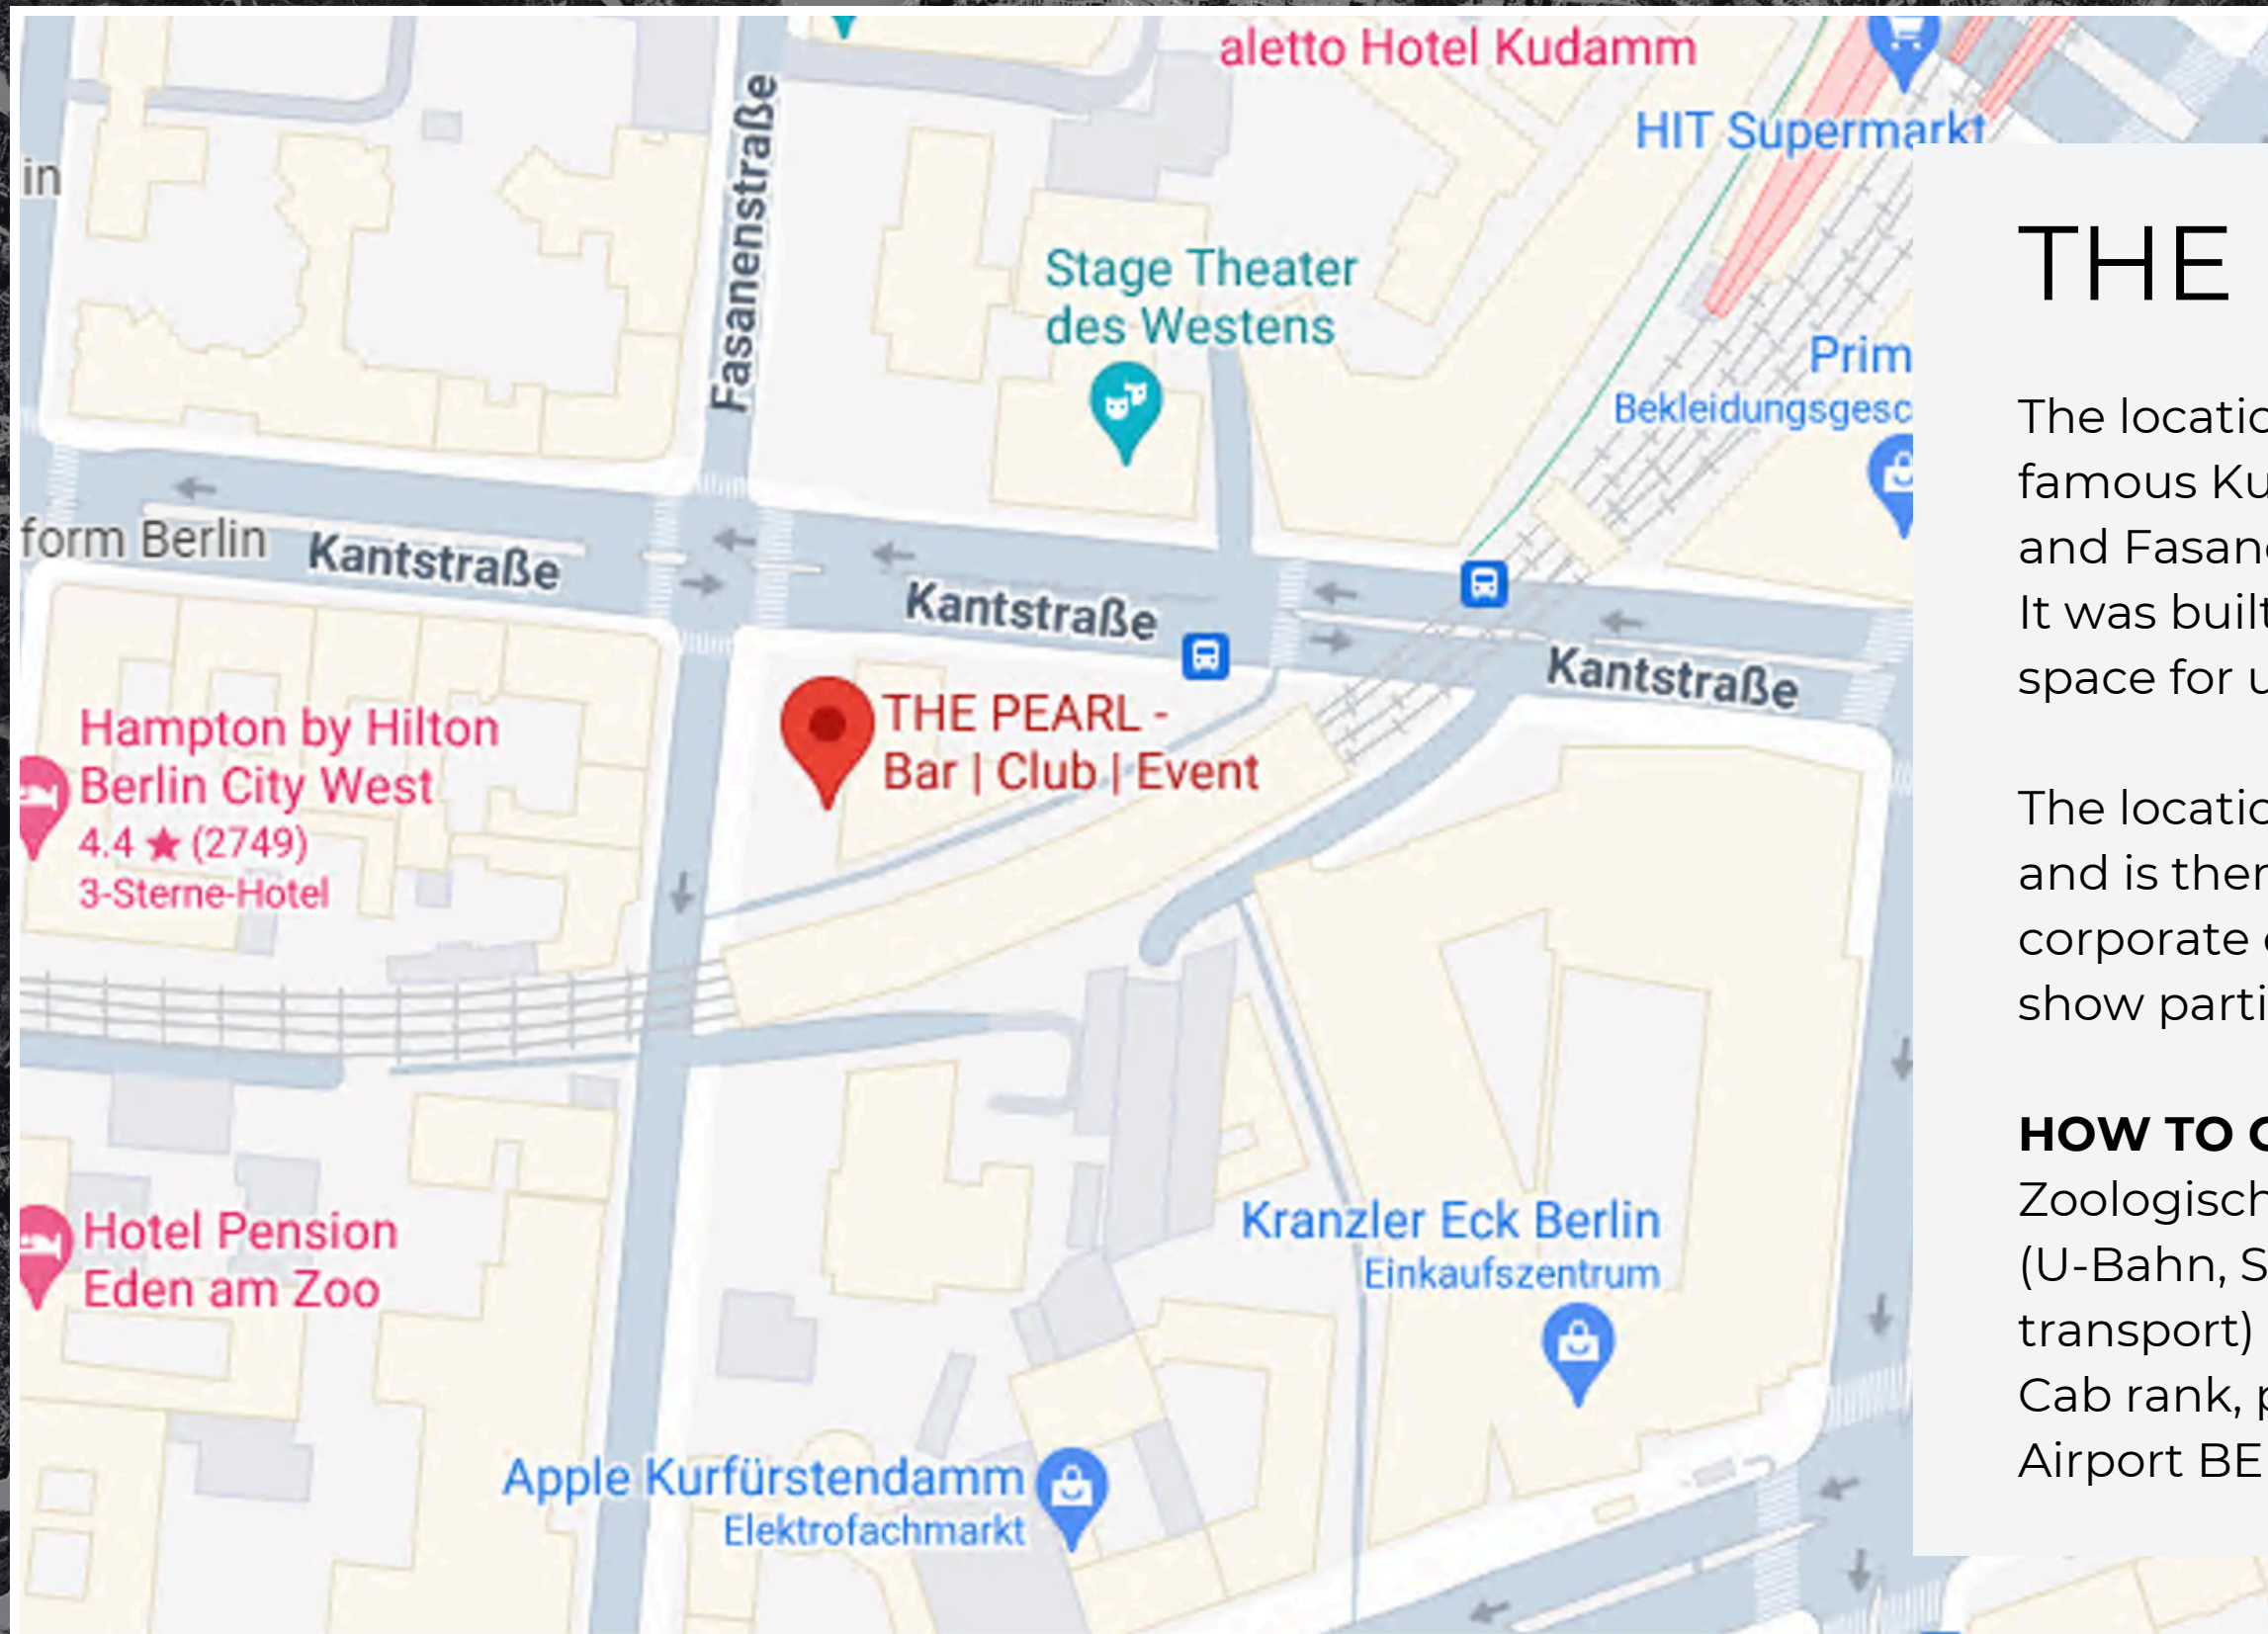 aletto Hotel Kudamm
HIT Supermarkt
Fasanenstraße
in
Stage Theater
des Westens
Prim
Bekleidungsgesc
form Berlin
Kantstraße
Kantstraße
Kantstraße
THE PEARL -
Bar | Club | Event
Hampton by Hilton
Berlin City West
4.4 ★ (2749)
3-Sterne-Hotel
Hotel Pension
Eden am Zoo
Kranzler Eck Berlin
Einkaufszentrum
Apple Kurfürstendamm
Elektrofachmarkt
THE
The locatio
famous Ku
and Fasan
It was built
space for u
The locatio
and is ther
corporate
show parti
HOW TO
Zoologisch
(U-Bahn, S
transport)
Cab rank, p
Airport BE